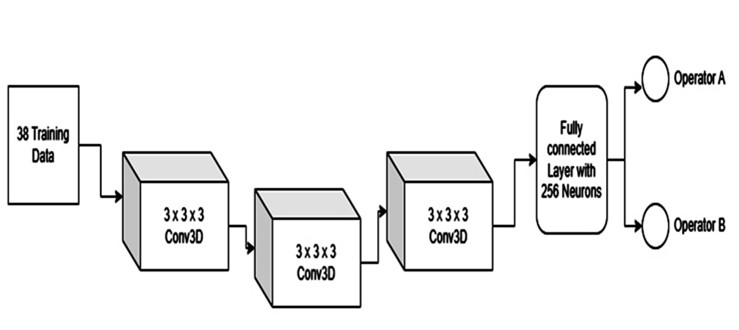 38 Training
Data
3 x 3 x 3
Conv3D
3 x 3 x 3
Conv3D
3 x 3 x 3
Conv3D
Fully
connected
Layer with
256 Neurons
Operator A
Operator B